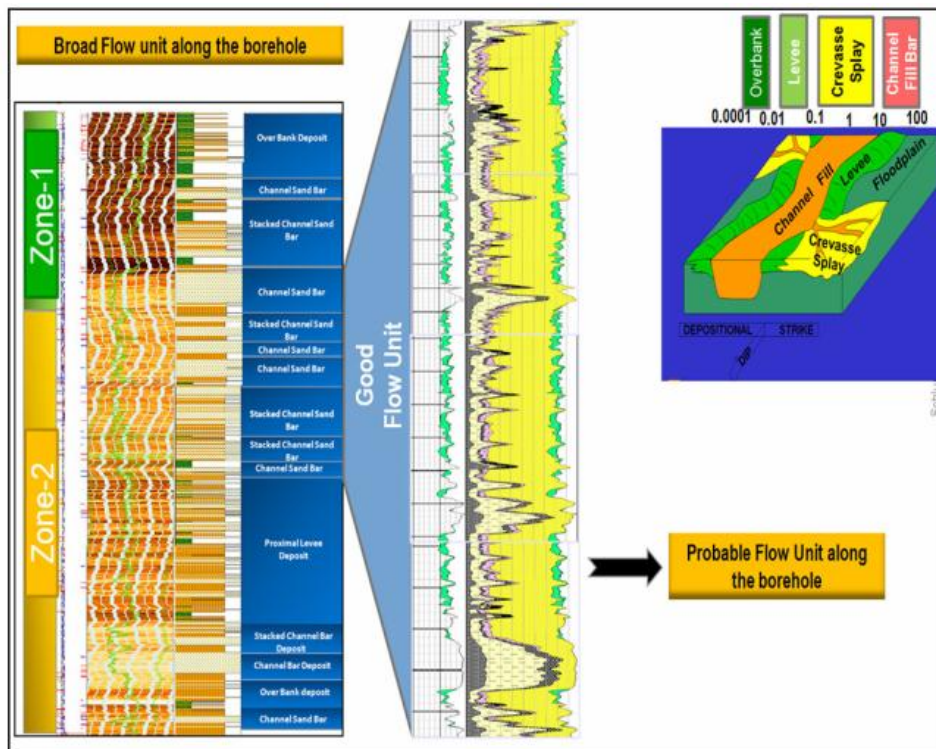 Broad Flow unit along the borehole
Zone-1
Zone-2
Over Bank Deposit
Channel Sand Bar
Stacked Channel Sand
Bar
Channel Sand Bar
Stacked Channel Sand
Bar
Channel Sand Bar
Channel Sand Bar
Stacked Channel Sand
Bar
Stacked Channel Sand
Bar
Channel Sand Bar
Proximal Levee
Deposit
Stacked Channel Bar
Deposit
Channel Bar Deposit
Over Bank deposit
Channel Sand Bar
Good
Flow Unit
Overbank
Levee
Crevasse
Splay
Channel
Fill Bar
0.0001 0.01 0.1 1 10 100
Channel Fill
Levee
Floodplain
Crevasse
Splay
DEPOSITIONAL STRIKE
DIP
Probable Flow Unit along
the borehole